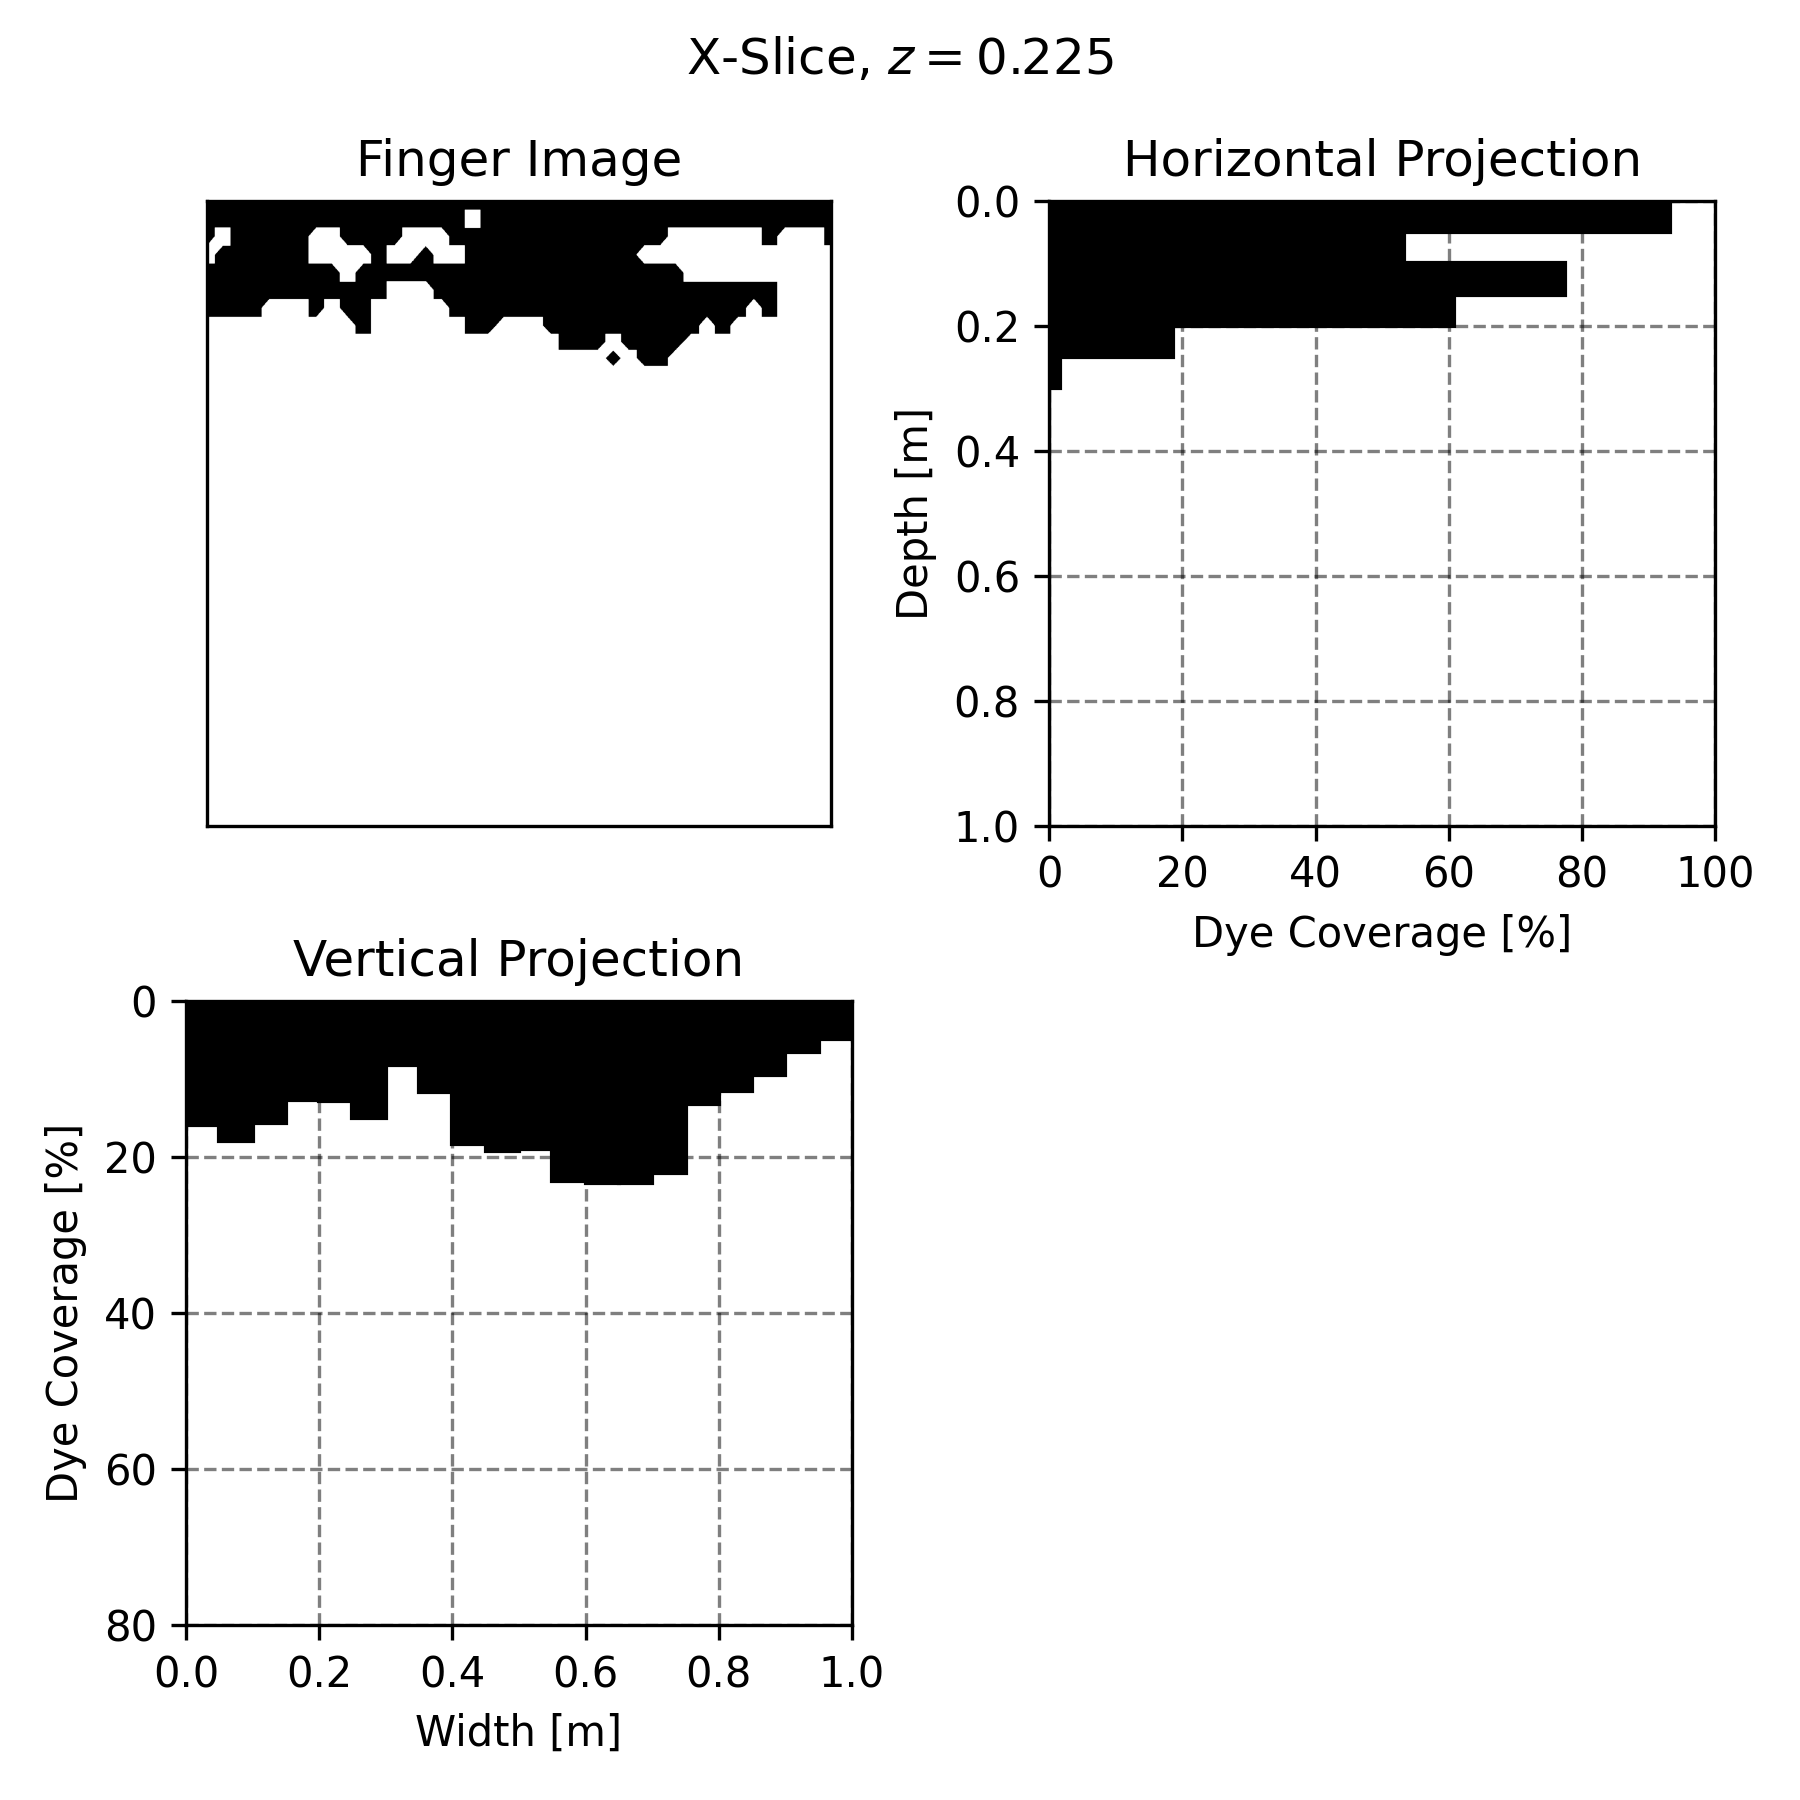 X-Slice, z = 0.225
Finger Image
Horizontal Projection
0.0
0.2
0.4
0.6
0.8
1.0
Depth [m]
0 20 40 60 80 100
Dye Coverage [%]
Vertical Projection
0
20
40
60
80
Dye Coverage [%]
0.0 0.2 0.4 0.6 0.8 1.0
Width [m]